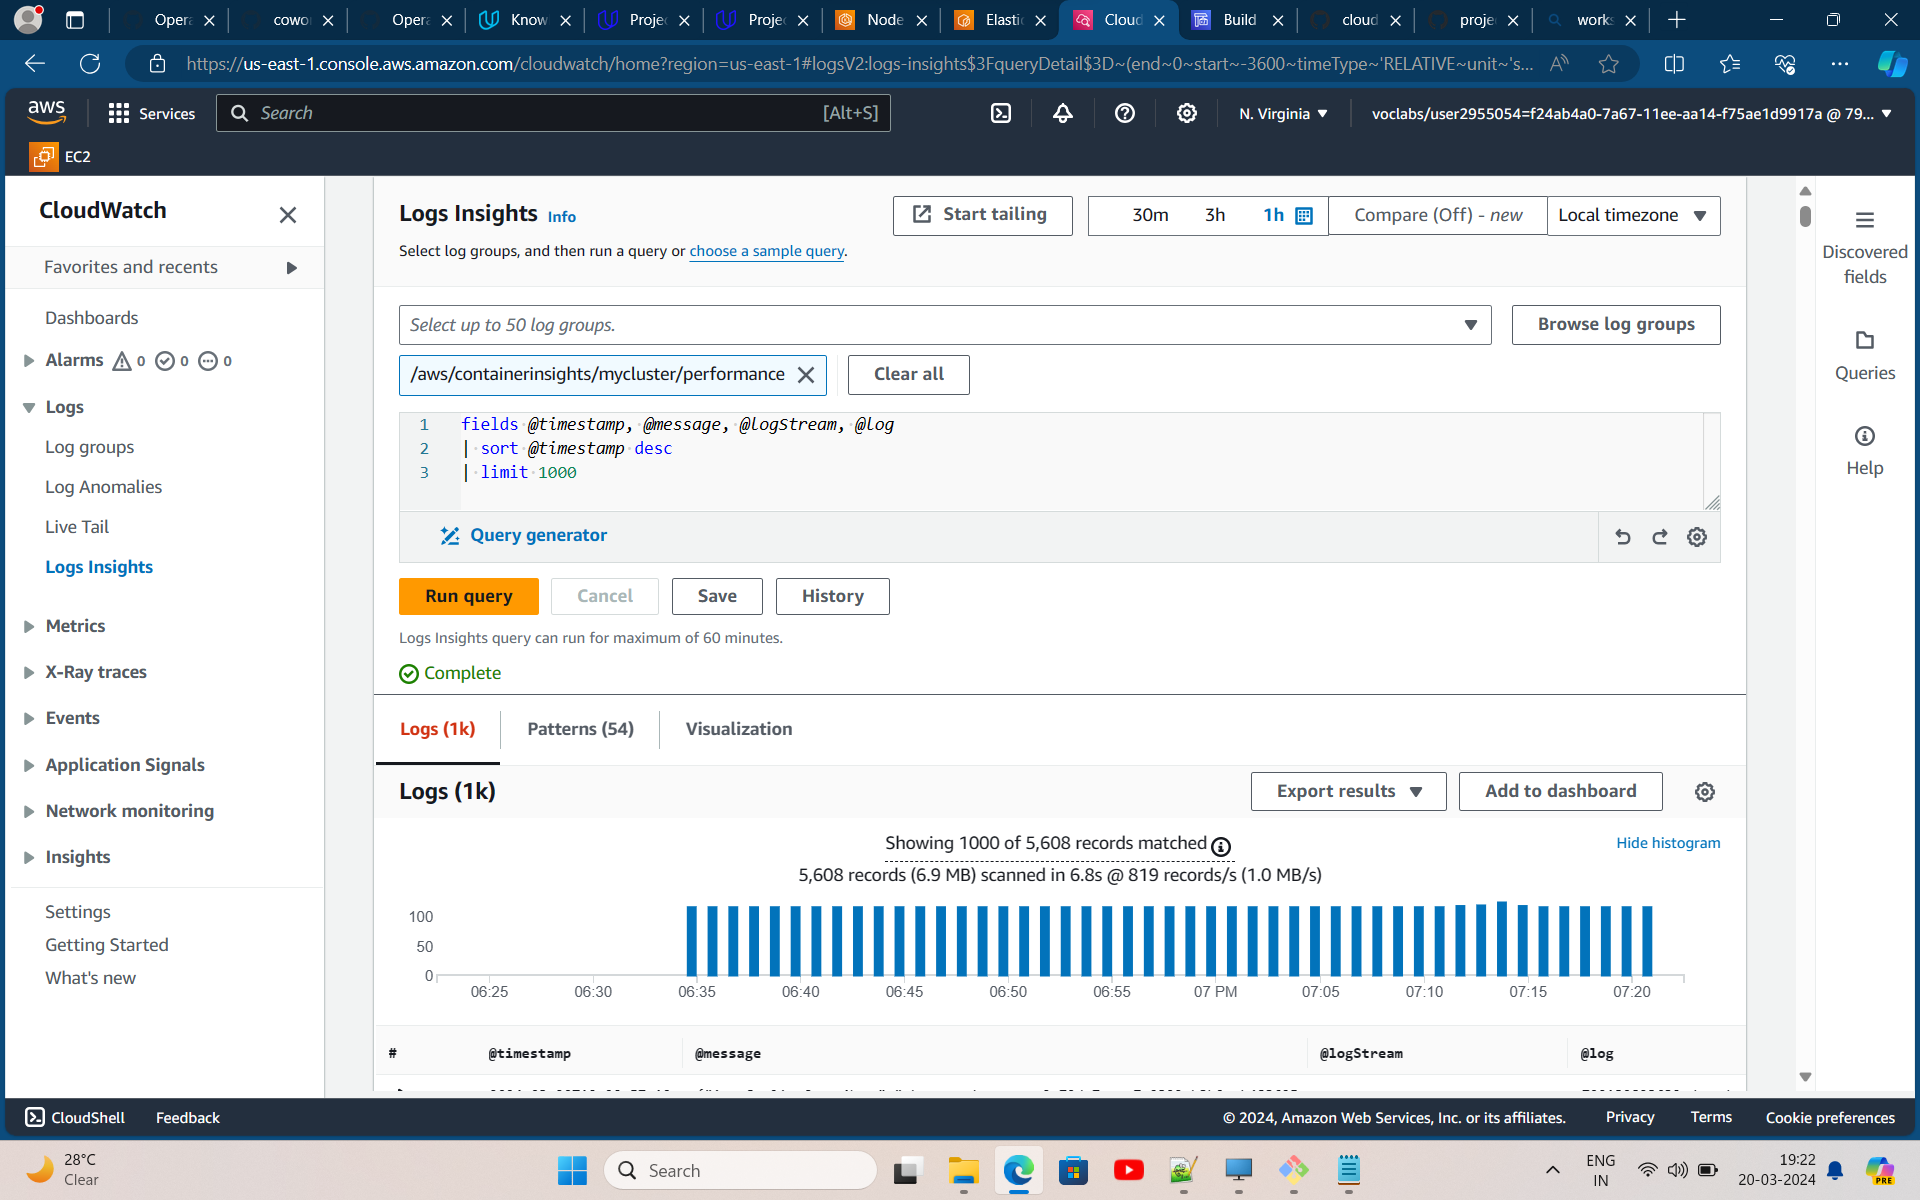 Opera
cowor
Opera
Know
Projec
Projec
Node
Elastic
Cloud
Build
cloud
projec
works
https://us-east-1.console.aws.amazon.com/cloudwatch/home?region=us-east-1#logsV2:logs-insights$3FqueryDetail$3D~(end~0~start~-3600~timeType~'RELATIVE~unit~'s...
aws
Services
Search
[Alt+S]
N. Virginia
voclabs/user2955054=f24ab4a0-7a67-11ee-aa14-f75ae1d9917a @ 79...
EC2
CloudWatch
Favorites and recents
Dashboards
Alarms 0 0 0
Logs
Log groups
Log Anomalies
Live Tail
Logs Insights
Metrics
X-Ray traces
Events
Application Signals
Network monitoring
Insights
Settings
Getting Started
What's new
Logs Insights Info
Start tailing
30m 3h 1h
Compare (Off) - new
Local timezone
Select log groups, and then run a query or choose a sample query.
Select up to 50 log groups.
Browse log groups
/aws/containerinsights/mycluster/performance
Clear all
1 fields @timestamp, @message, @logStream, @log
2 | sort @timestamp desc
3 | limit 1000
Query generator
Run query
Cancel
Save
History
Logs Insights query can run for maximum of 60 minutes.
Complete
Logs (1k)
Patterns (54)
Visualization
Logs (1k)
Export results
Add to dashboard
Showing 1000 of 5,608 records matched
Hide histogram
5,608 records (6.9 MB) scanned in 6.8s @ 819 records/s (1.0 MB/s)
100
50
0
06:25 06:30 06:35 06:40 06:45 06:50 06:55 07 PM 07:05 07:10 07:15 07:20
# @timestamp @message @logStream @log
Discovered
fields
Queries
Help
CloudShell
Feedback
© 2024, Amazon Web Services, Inc. or its affiliates.
Privacy
Terms
Cookie preferences
28°C
Clear
Search
ENG
IN
19:22
20-03-2024
PRE